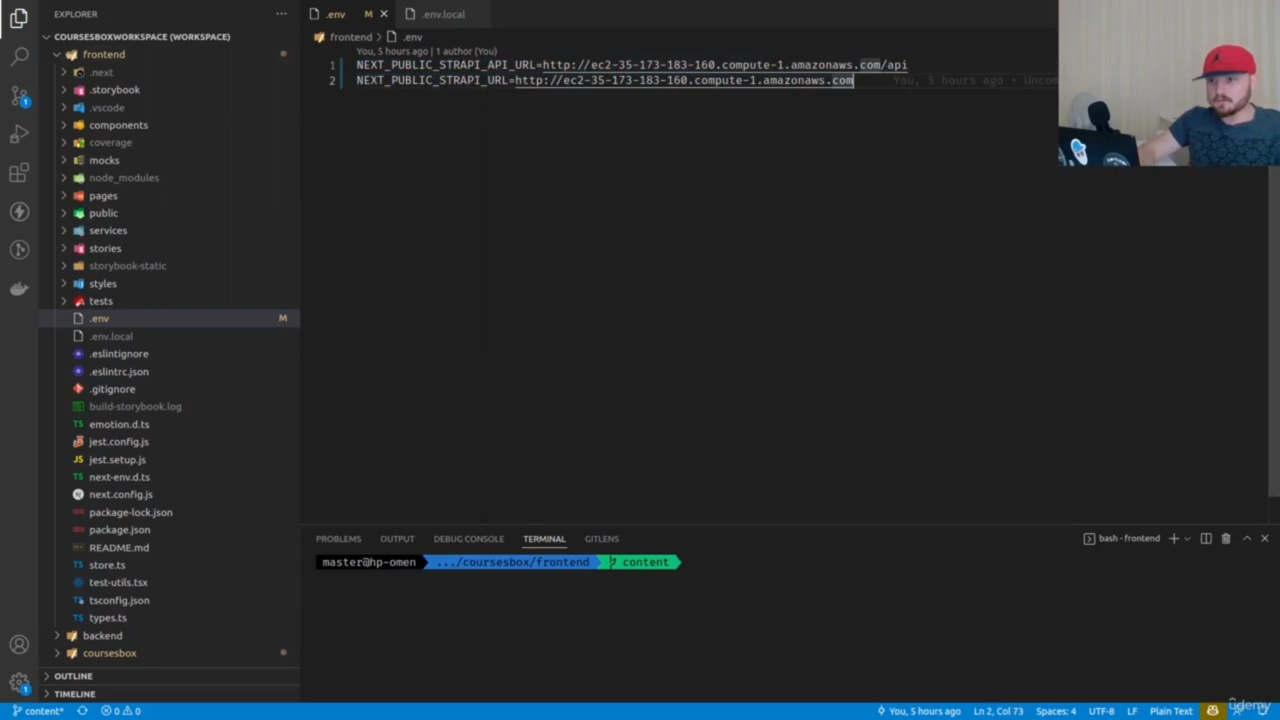 EXPLORER
COURSESBOXWORKSPACE (WORKSPACE)
frontend
.next
.storybook
.vscode
components
coverage
mocks
node_modules
pages
public
services
stories
storybook-static
styles
tests
.env M
.env.local
.eslintignore
.eslintrc.json
.gitignore
build-storybook.log
emotion.d.ts
jest.config.js
jest.setup.js
next-env.d.ts
next.config.js
package-lock.json
package.json
README.md
store.ts
test-utils.tsx
tsconfig.json
types.ts
backend
coursesbox
OUTLINE
TIMELINE
.env M
.env.local
frontend > .env
You, 5 hours ago | 1 author (You)
1 NEXT_PUBLIC_STRAPI_API_URL=http://ec2-35-173-183-160.compute-1.amazonaws.com/api
2 NEXT_PUBLIC_STRAPI_URL=http://ec2-35-173-183-160.compute-1.amazonaws.com You, 5 hours ago • Uncom
PROBLEMS OUTPUT DEBUG CONSOLE TERMINAL GITLENS
bash - frontend
master@hp-omen .../coursesbox/frontend content
content* 0 0 You, 5 hours ago Ln 2, Col 73 Spaces: 4 UTF-8 LF Plain Text
udemy